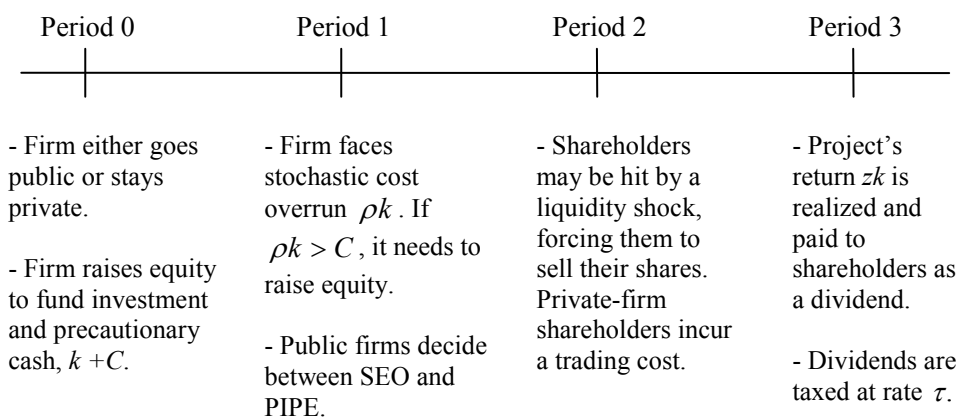 Period 0
Period 1
Period 2
Period 3
- Firm either goes
public or stays
private.
- Firm raises equity
to fund investment
and precautionary
cash, k +C.
- Firm faces
stochastic cost
overrun ρk . If
ρk > C , it needs to
raise equity.
- Public firms decide
between SEO and
PIPE.
- Shareholders
may be hit by a
liquidity shock,
forcing them to
sell their shares.
Private-firm
shareholders incur
a trading cost.
- Project's
return zk is
realized and
paid to
shareholders as
a dividend.
- Dividends are
taxed at rate τ.